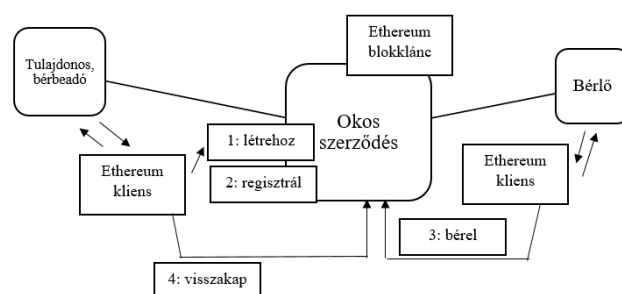 Ethereum
blokklánc
Tulajdonos,
bérbeadó
Bérlő
Okos
szerződés
1: létrehoz
2: regisztrál
Ethereum
kliens
Ethereum
kliens
3: bérel
4: visszakap